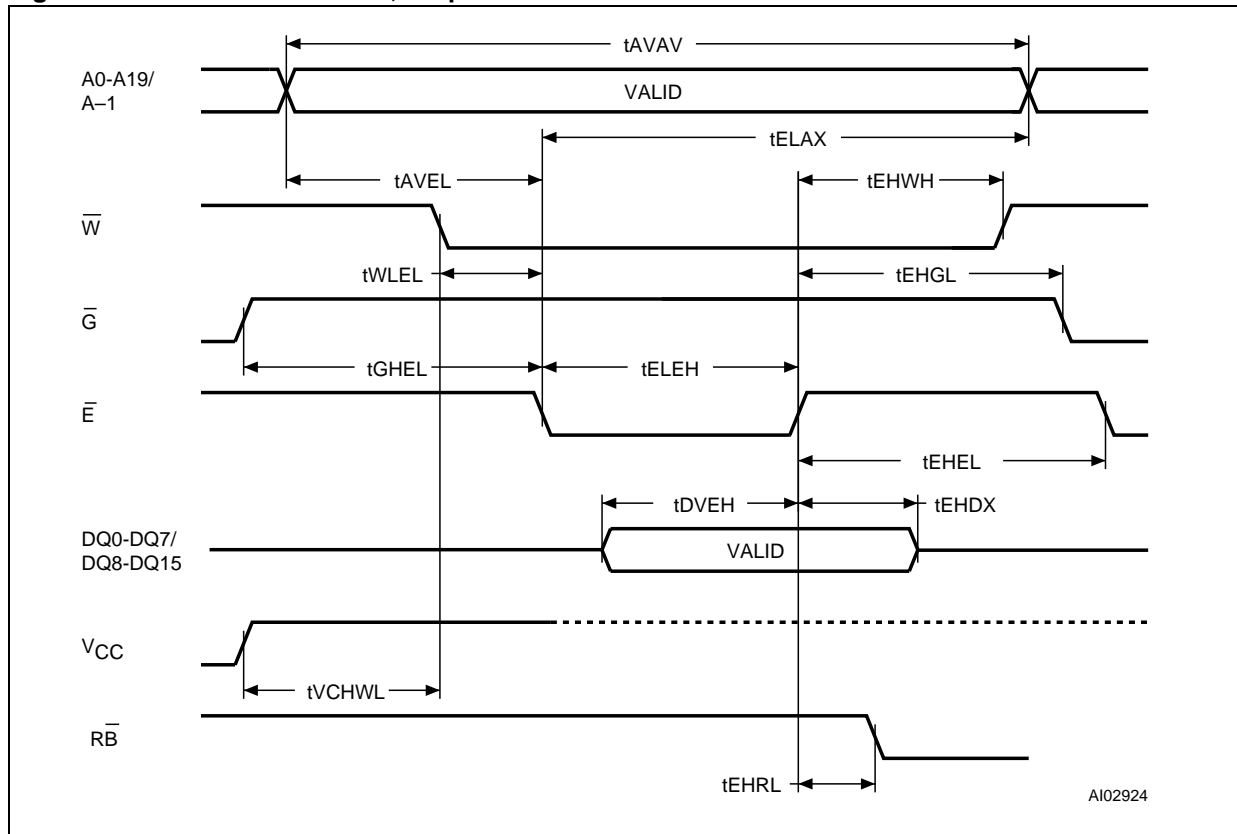 tAVAV
A0-A19/
A–1
VALID
tELAX
tAVEL
tEHWH
W̅
tWLEL
tEHGL
G̅
tGHEL
tELEH
E̅
tEHEL
tDVEH
tEHDX
DQ0-DQ7/
DQ8-DQ15
VALID
VCC
tVCHWL
RB̅
tEHRL
AI02924